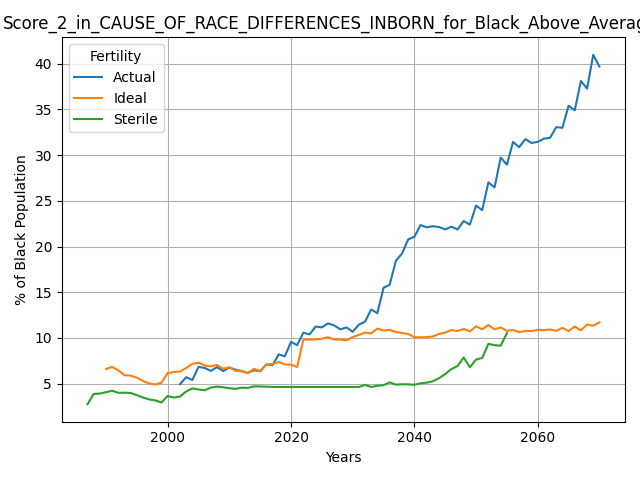 Score_2_in_CAUSE_OF_RACE_DIFFERENCES_INBORN_for_Black_Above_Averag
Fertility
Actual
Ideal
Sterile
% of Black Population
40
35
30
25
20
15
10
5
2000
2020
2040
2060
Years